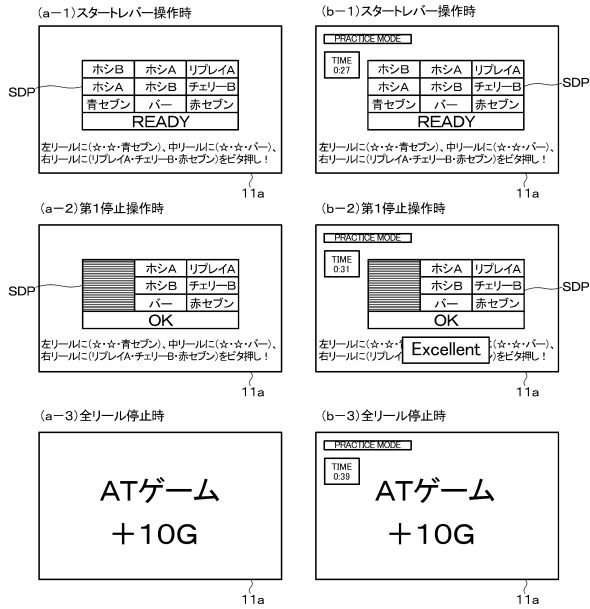 (a-1)スタートレバー操作時
ホシB ホシA リプレイA
ホシA ホシB チェリーB
青セブン バー 赤セブン
READY
SDP
左リールに(☆・☆・青セブン)、中リールに(☆・☆・バー)、
右リールに(リプレイA・チェリーB・赤セブン)をビタ押し!
11a
(b-1)スタートレバー操作時
PRACTICE MODE
TIME
0:27
ホシB ホシA リプレイA
ホシA ホシB チェリーB
青セブン バー 赤セブン
READY
SDP
左リールに(☆・☆・青セブン)、中リールに(☆・☆・バー)、
右リールに(リプレイA・チェリーB・赤セブン)をビタ押し!
11a
(a-2)第1停止操作時
ホシA リプレイA
ホシB チェリーB
バー 赤セブン
OK
SDP
左リールに(☆・☆・青セブン)、中リールに(☆・☆・バー)、
右リールに(リプレイA・チェリーB・赤セブン)をビタ押し!
11a
(b-2)第1停止操作時
PRACTICE MODE
TIME
0:31
ホシA リプレイA
ホシB チェリーB
バー 赤セブン
OK
SDP
左リールに(☆・☆ ☆・☆・バー)、
右リールに(リプレイ ・赤セブン)をビタ押し!
Excellent
11a
(a-3)全リール停止時
ATゲーム
+10G
11a
(b-3)全リール停止時
PRACTICE MODE
TIME
0:39
ATゲーム
+10G
11a